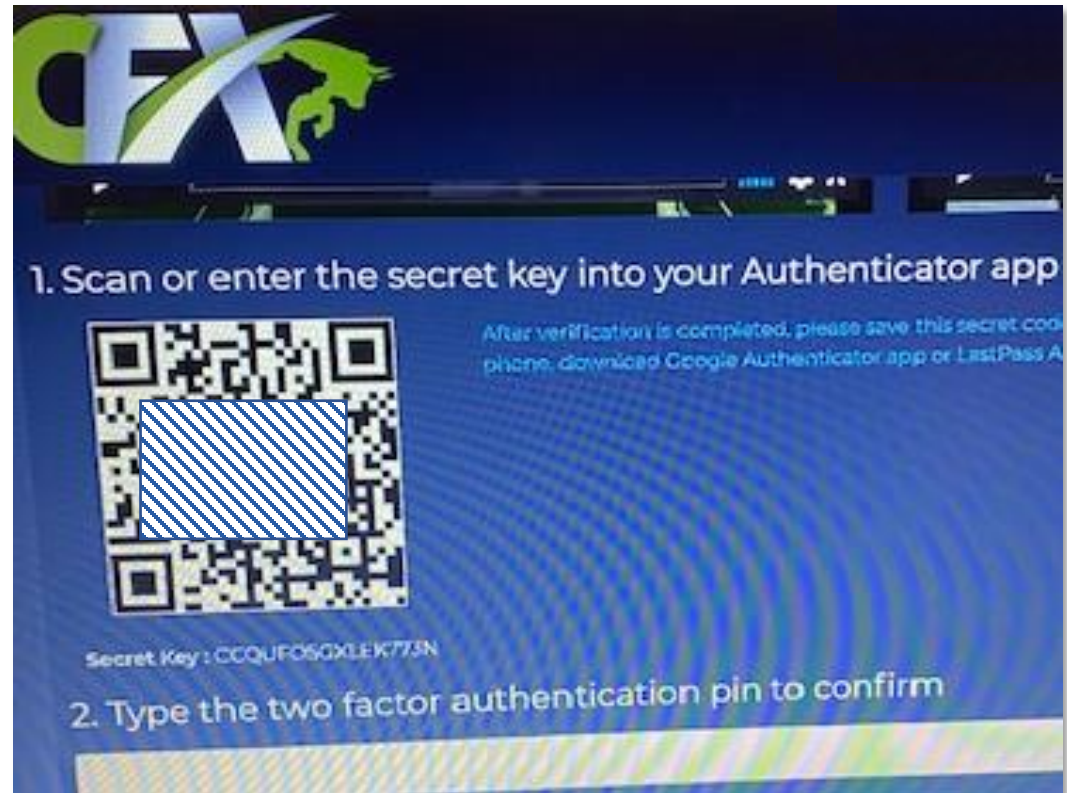 1. Scan or enter the secret key into your Authenticator app
After verification is completed, please save this secret
phone, download Google Authenticator app or LastPass A
Secret Key :
2. Type the two factor authentication pin to confirm